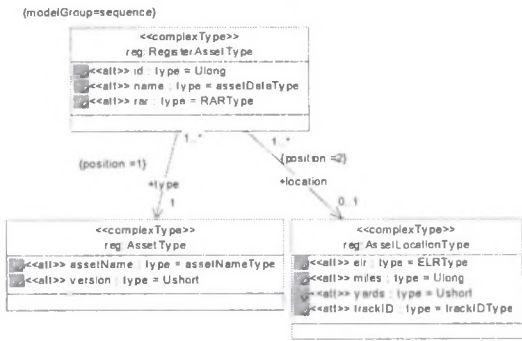 {modelGroup=sequence}
<<complexType>>
reg:RegisterAssetType
<<att>> id : type = Ulong
<<att>> name : type = assetDataType
<<att>> rar : type = RARType
1..*
1..*
{position =1}
{position =2}
+type
+location
1
0..1
<<complexType>>
reg:AssetType
<<att>> assetName : type = assetNameType
<<att>> version : type = Ushort
<<complexType>>
reg:AssetLocationType
<<att>> elr : type = ELRType
<<att>> miles : type = Ulong
<<att>> yards : type = Ushort
<<att>> trackID : type = trackIDType